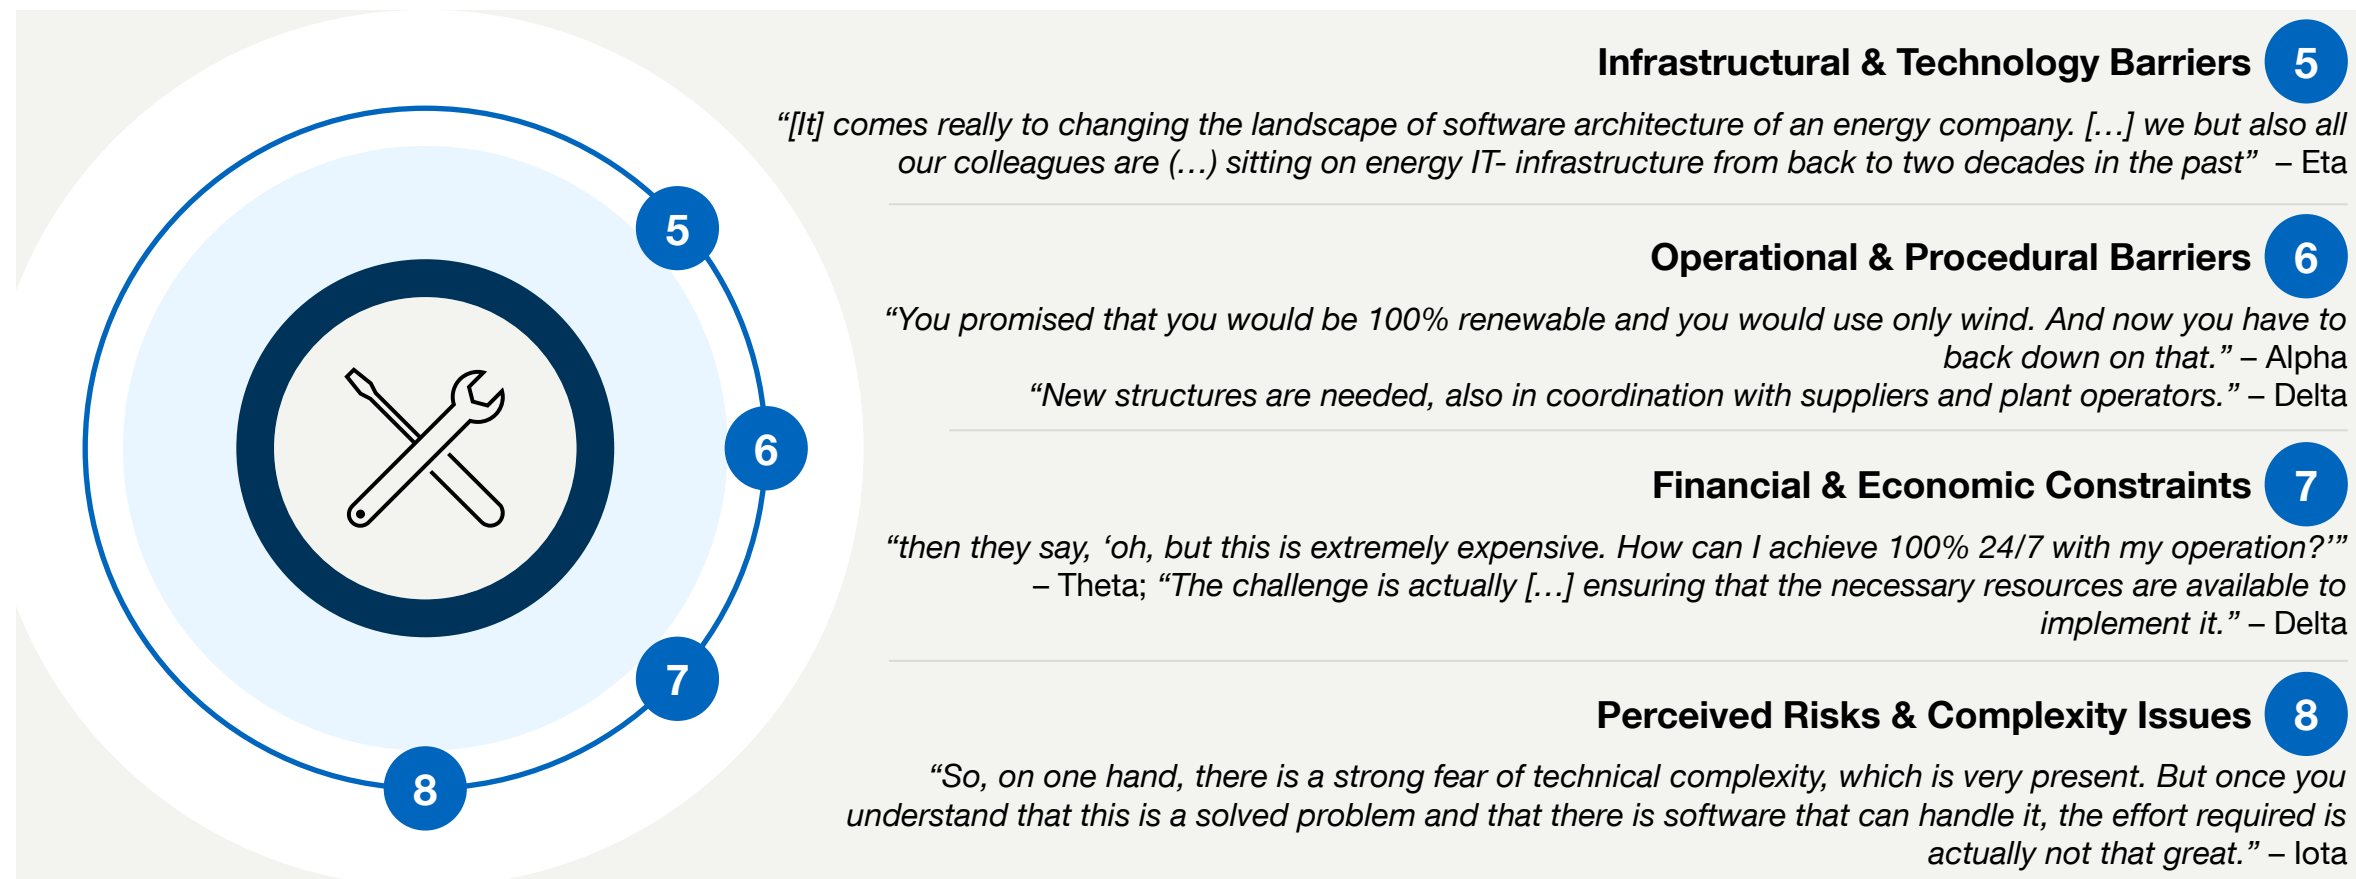 Infrastructural & Technology Barriers 5
“[It] comes really to changing the landscape of software architecture of an energy company. […] we but also all
our colleagues are (…) sitting on energy IT- infrastructure from back to two decades in the past” – Eta
5
Operational & Procedural Barriers 6
“You promised that you would be 100% renewable and you would use only wind. And now you have to
back down on that.” – Alpha
“New structures are needed, also in coordination with suppliers and plant operators.” – Delta
6
Financial & Economic Constraints 7
“then they say, ‘oh, but this is extremely expensive. How can I achieve 100% 24/7 with my operation?’”
– Theta; “The challenge is actually […] ensuring that the necessary resources are available to
implement it.” – Delta
7
Perceived Risks & Complexity Issues 8
“So, on one hand, there is a strong fear of technical complexity, which is very present. But once you
understand that this is a solved problem and that there is software that can handle it, the effort required is
actually not that great.” – Iota
8